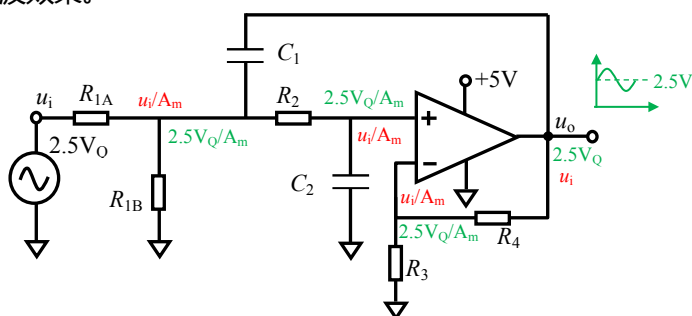 效果。
C1
+5V
2.5V
ui
R1A
ui/Am
R2
2.5VQ/Am
2.5VQ
2.5VQ/Am
ui/Am
+
−
uo
2.5VQ
ui
R1B
C2
ui/Am
2.5VQ/Am
R4
R3